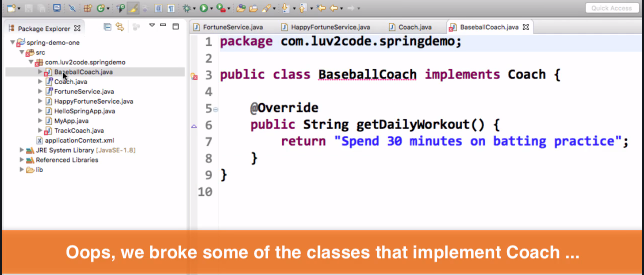 Quick Access
Package Explorer
spring-demo-one
src
com.luv2code.springdemo
BaseballCoach.java
Coach.java
FortuneService.java
HappyFortuneService.java
HelloSpringApp.java
MyApp.java
TrackCoach.java
applicationContext.xml
JRE System Library [JavaSE-1.8]
Referenced Libraries
lib
FortuneService.java
HappyFortuneService.java
Coach.java
BaseballCoach.java
1 package com.luv2code.springdemo;
2
3 public class BaseballCoach implements Coach {
4
5 @Override
6 public String getDailyWorkout() {
7 return "Spend 30 minutes on batting practice";
8 }
9 }
10
Oops, we broke some of the classes that implement Coach ...